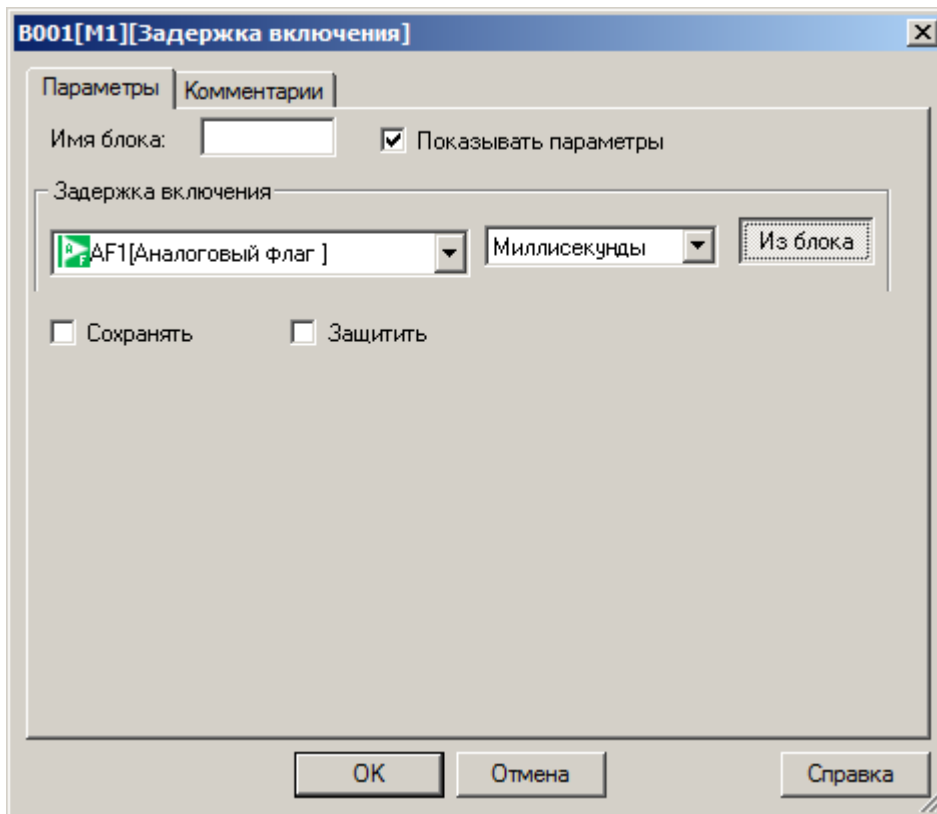 B001[M1][Задержка включения]
Параметры Комментарии
Имя блока: Показывать параметры
Задержка включения
AF1[Аналоговый флаг ] Миллисекунды Из блока
Сохранять Защитить
OK Отмена Справка